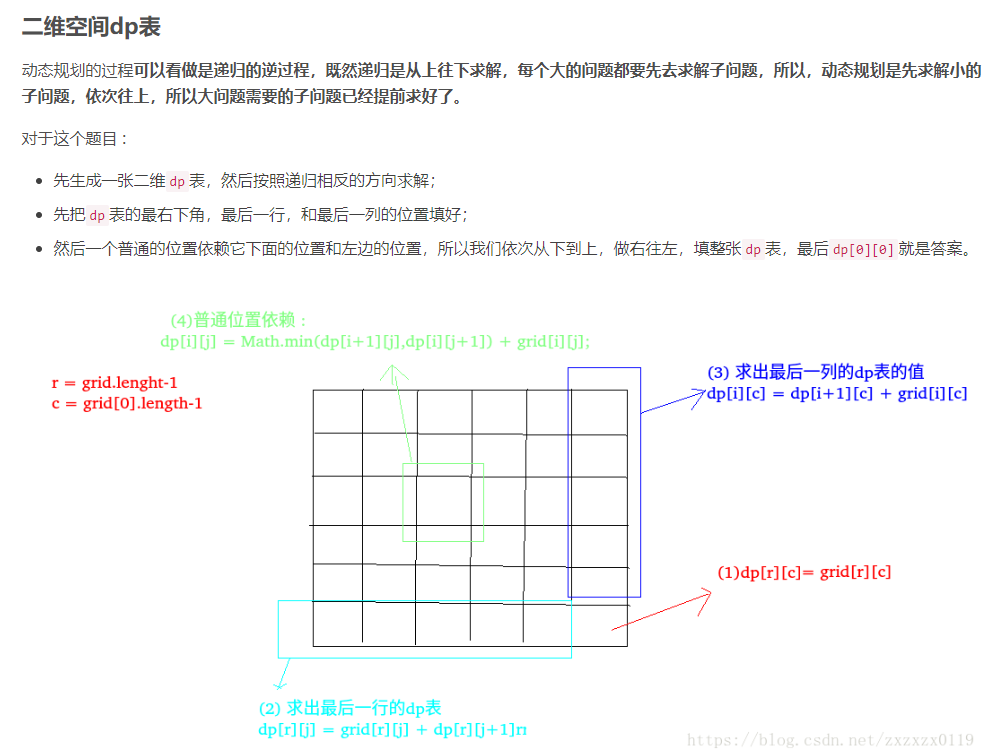 二维空间dp表
动态规划的过程可以看做是递归的逆过程，既然递归是从上往下求解，每个大的问题都要先去求解子问题，所以，动态规划是先求解小的
子问题，依次往上，所以大问题需要的子问题已经提前求好了。
对于这个题目：
先生成一张二维 dp 表，然后按照递归相反的方向求解；
先把 dp 表的最右下角，最后一行，和最后一列的位置填好；
然后一个普通的位置依赖它下面的位置和左边的位置，所以我们依次从下到上，做右往左，填整张 dp 表，最后 dp[0][0] 就是答案。
(4)普通位置依赖：
dp[i][j] = Math.min(dp[i+1][j],dp[i][j+1]) + grid[i][j];
r = grid.lenght-1
c = grid[0].length-1
(3) 求出最后一列的dp表的值
dp[i][c] = dp[i+1][c] + grid[i][c]
(1)dp[r][c]= grid[r][c]
(2) 求出最后一行的dp表
dp[r][j] = grid[r][j] + dp[r][j+1]rn
https://blog.csdn.net/zxzxzx0119